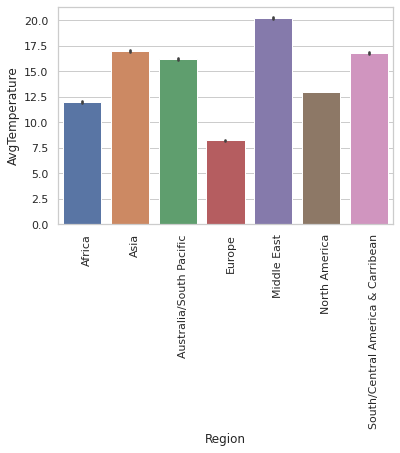 20.0
17.5
15.0
12.5
10.0
7.5
5.0
2.5
0.0
AvgTemperature
Africa
Asia
Australia/South Pacific
Europe
Middle East
North America
South/Central America & Carribean
Region